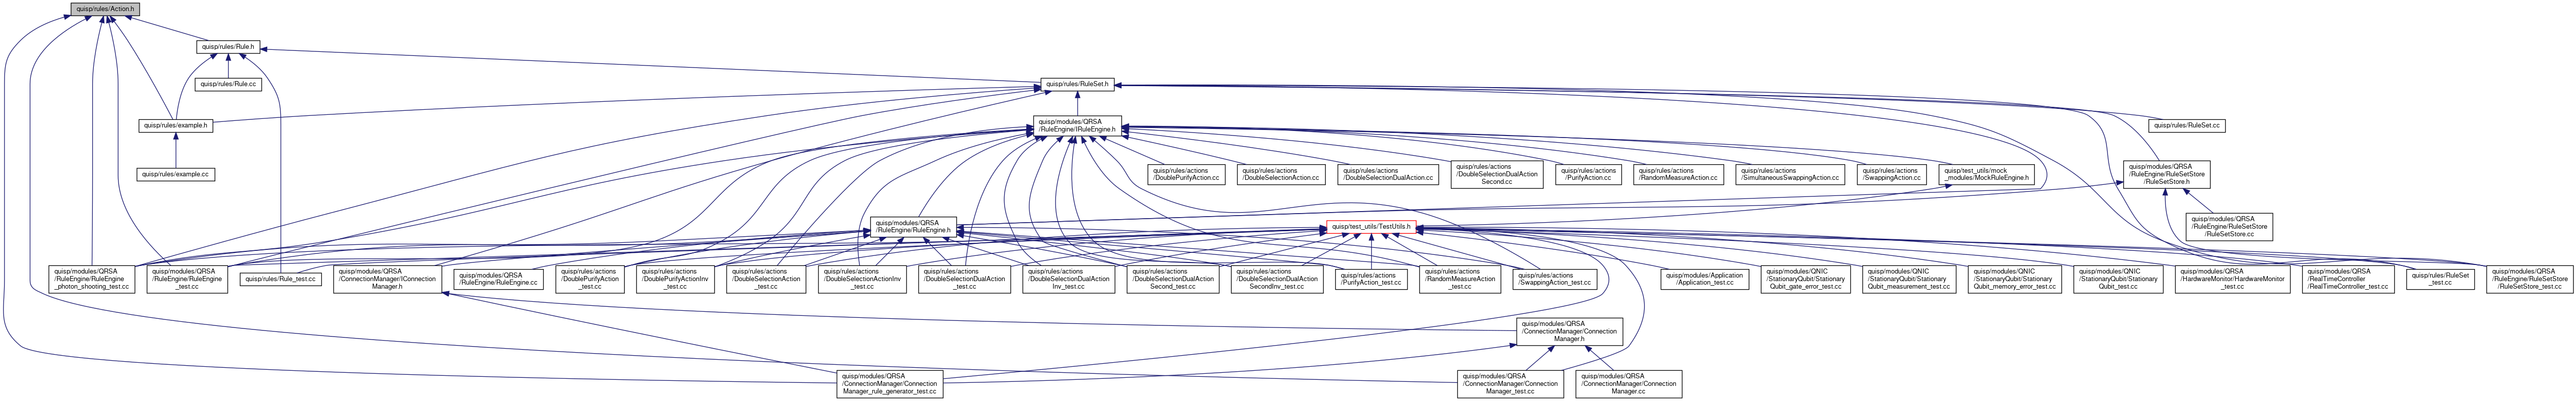 quisp/rules/Action.h
quisp/rules/Rule.h
quisp/rules/Rule.cc
quisp/rules/RuleSet.h
quisp/rules/example.h
quisp/modules/QRSA
/RuleEngine/IRuleEngine.h
quisp/rules/RuleSet.cc
quisp/rules/example.cc
quisp/rules/actions
/DoublePurifyAction.cc
quisp/rules/actions
/DoubleSelectionAction.cc
quisp/rules/actions
/DoubleSelectionDualAction.cc
quisp/rules/actions
/DoubleSelectionDualAction
Second.cc
quisp/rules/actions
/PurifyAction.cc
quisp/rules/actions
/RandomMeasureAction.cc
quisp/rules/actions
/SimultaneousSwappingAction.cc
quisp/rules/actions
/SwappingAction.cc
quisp/test_utils/mock
_modules/MockRuleEngine.h
quisp/modules/QRSA
/RuleEngine/RuleSetStore
/RuleSetStore.h
quisp/modules/QRSA
/RuleEngine/RuleEngine.h
quisp/test_utils/TestUtils.h
quisp/modules/QRSA
/RuleEngine/RuleSetStore
/RuleSetStore.cc
quisp/modules/QRSA
/RuleEngine/RuleEngine
_photon_shooting_test.cc
quisp/modules/QRSA
/RuleEngine/RuleEngine
_test.cc
quisp/rules/Rule_test.cc
quisp/modules/QRSA
/ConnectionManager/IConnection
Manager.h
quisp/modules/QRSA
/RuleEngine/RuleEngine.cc
quisp/rules/actions
/DoublePurifyAction
_test.cc
quisp/rules/actions
/DoublePurifyActionInv
_test.cc
quisp/rules/actions
/DoubleSelectionAction
_test.cc
quisp/rules/actions
/DoubleSelectionActionInv
_test.cc
quisp/rules/actions
/DoubleSelectionDualAction
_test.cc
quisp/rules/actions
/DoubleSelectionDualAction
Inv_test.cc
quisp/rules/actions
/DoubleSelectionDualAction
Second_test.cc
quisp/rules/actions
/DoubleSelectionDualAction
SecondInv_test.cc
quisp/rules/actions
/PurifyAction_test.cc
quisp/rules/actions
/RandomMeasureAction
_test.cc
quisp/rules/actions
/SwappingAction_test.cc
quisp/modules/Application
/Application_test.cc
quisp/modules/QNIC
/StationaryQubit/Stationary
Qubit_gate_error_test.cc
quisp/modules/QNIC
/StationaryQubit/Stationary
Qubit_measurement_test.cc
quisp/modules/QNIC
/StationaryQubit/Stationary
Qubit_memory_error_test.cc
quisp/modules/QNIC
/StationaryQubit/Stationary
Qubit_test.cc
quisp/modules/QRSA
/HardwareMonitor/HardwareMonitor
_test.cc
quisp/modules/QRSA
/RealTimeController
/RealTimeController_test.cc
quisp/rules/RuleSet
_test.cc
quisp/modules/QRSA
/RuleEngine/RuleSetStore
/RuleSetStore_test.cc
quisp/modules/QRSA
/ConnectionManager/Connection
Manager.h
quisp/modules/QRSA
/ConnectionManager/Connection
Manager_rule_generator_test.cc
quisp/modules/QRSA
/ConnectionManager/Connection
Manager_test.cc
quisp/modules/QRSA
/ConnectionManager/Connection
Manager.cc